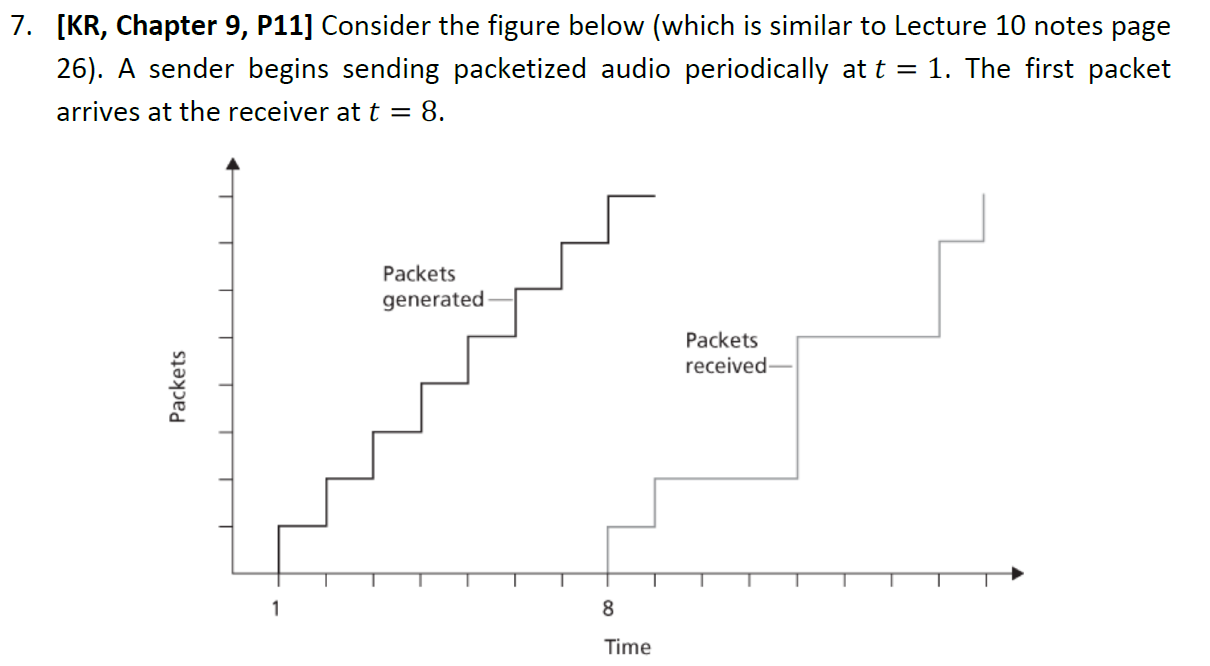 7. [KR, Chapter 9, P11] Consider the figure below (which is similar to Lecture 10 notes page
26). A sender begins sending packetized audio periodically at t = 1. The first packet
arrives at the receiver at t = 8.
Packets
generated
Packets
received
Packets
1
8
Time